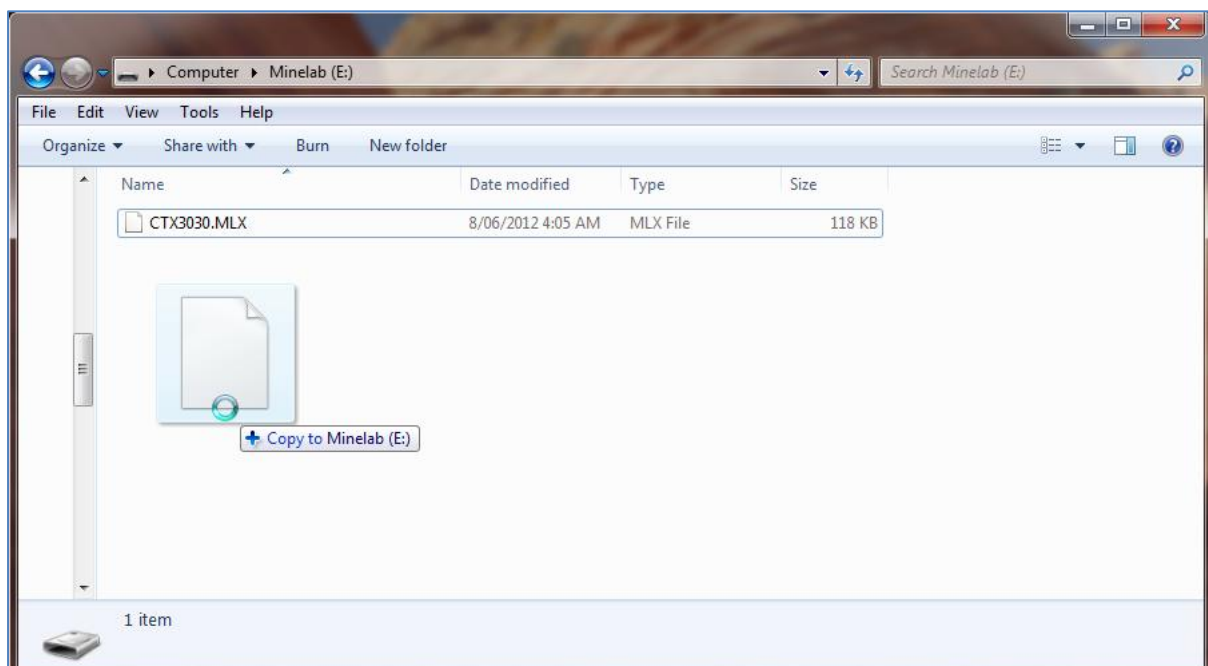 Computer Minelab (E:)
Search Minelab (E:)
File Edit View Tools Help
Organize Share with Burn New folder
Name Date modified Type Size
CTX3030.MLX 8/06/2012 4:05 AM MLX File 118 KB
Copy to Minelab (E:)
1 item